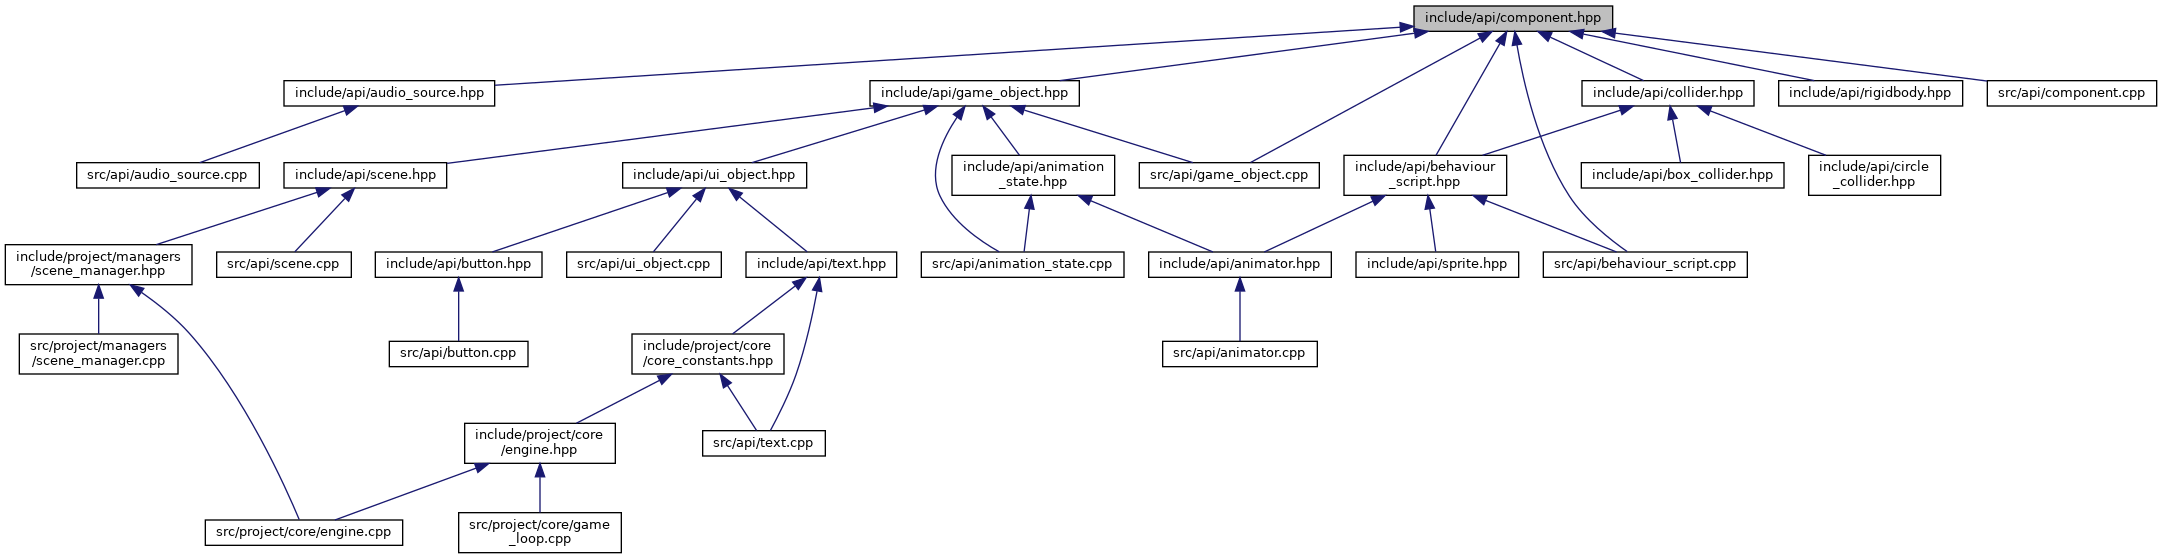 include/api/component.hpp
include/api/audio_source.hpp
include/api/game_object.hpp
include/api/collider.hpp
include/api/rigidbody.hpp
src/api/component.cpp
src/api/audio_source.cpp
include/api/scene.hpp
include/api/ui_object.hpp
include/api/animation
_state.hpp
src/api/game_object.cpp
include/api/behaviour
_script.hpp
include/api/box_collider.hpp
include/api/circle
_collider.hpp
include/project/managers
/scene_manager.hpp
src/api/scene.cpp
include/api/button.hpp
src/api/ui_object.cpp
include/api/text.hpp
src/api/animation_state.cpp
include/api/animator.hpp
include/api/sprite.hpp
src/api/behaviour_script.cpp
src/project/managers
/scene_manager.cpp
src/api/button.cpp
include/project/core
/core_constants.hpp
src/api/animator.cpp
include/project/core
/engine.hpp
src/api/text.cpp
src/project/core/engine.cpp
src/project/core/game
_loop.cpp